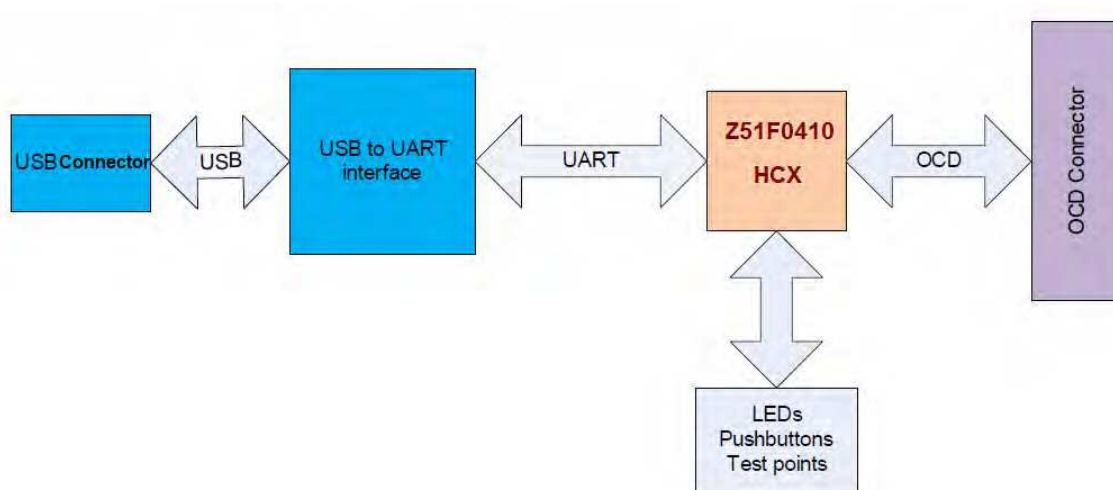 USB Connector
USB
USB to UART
interface
UART
Z51F0410
HCX
OCD
OCD Connector
LEDs
Pushbuttons
Test points